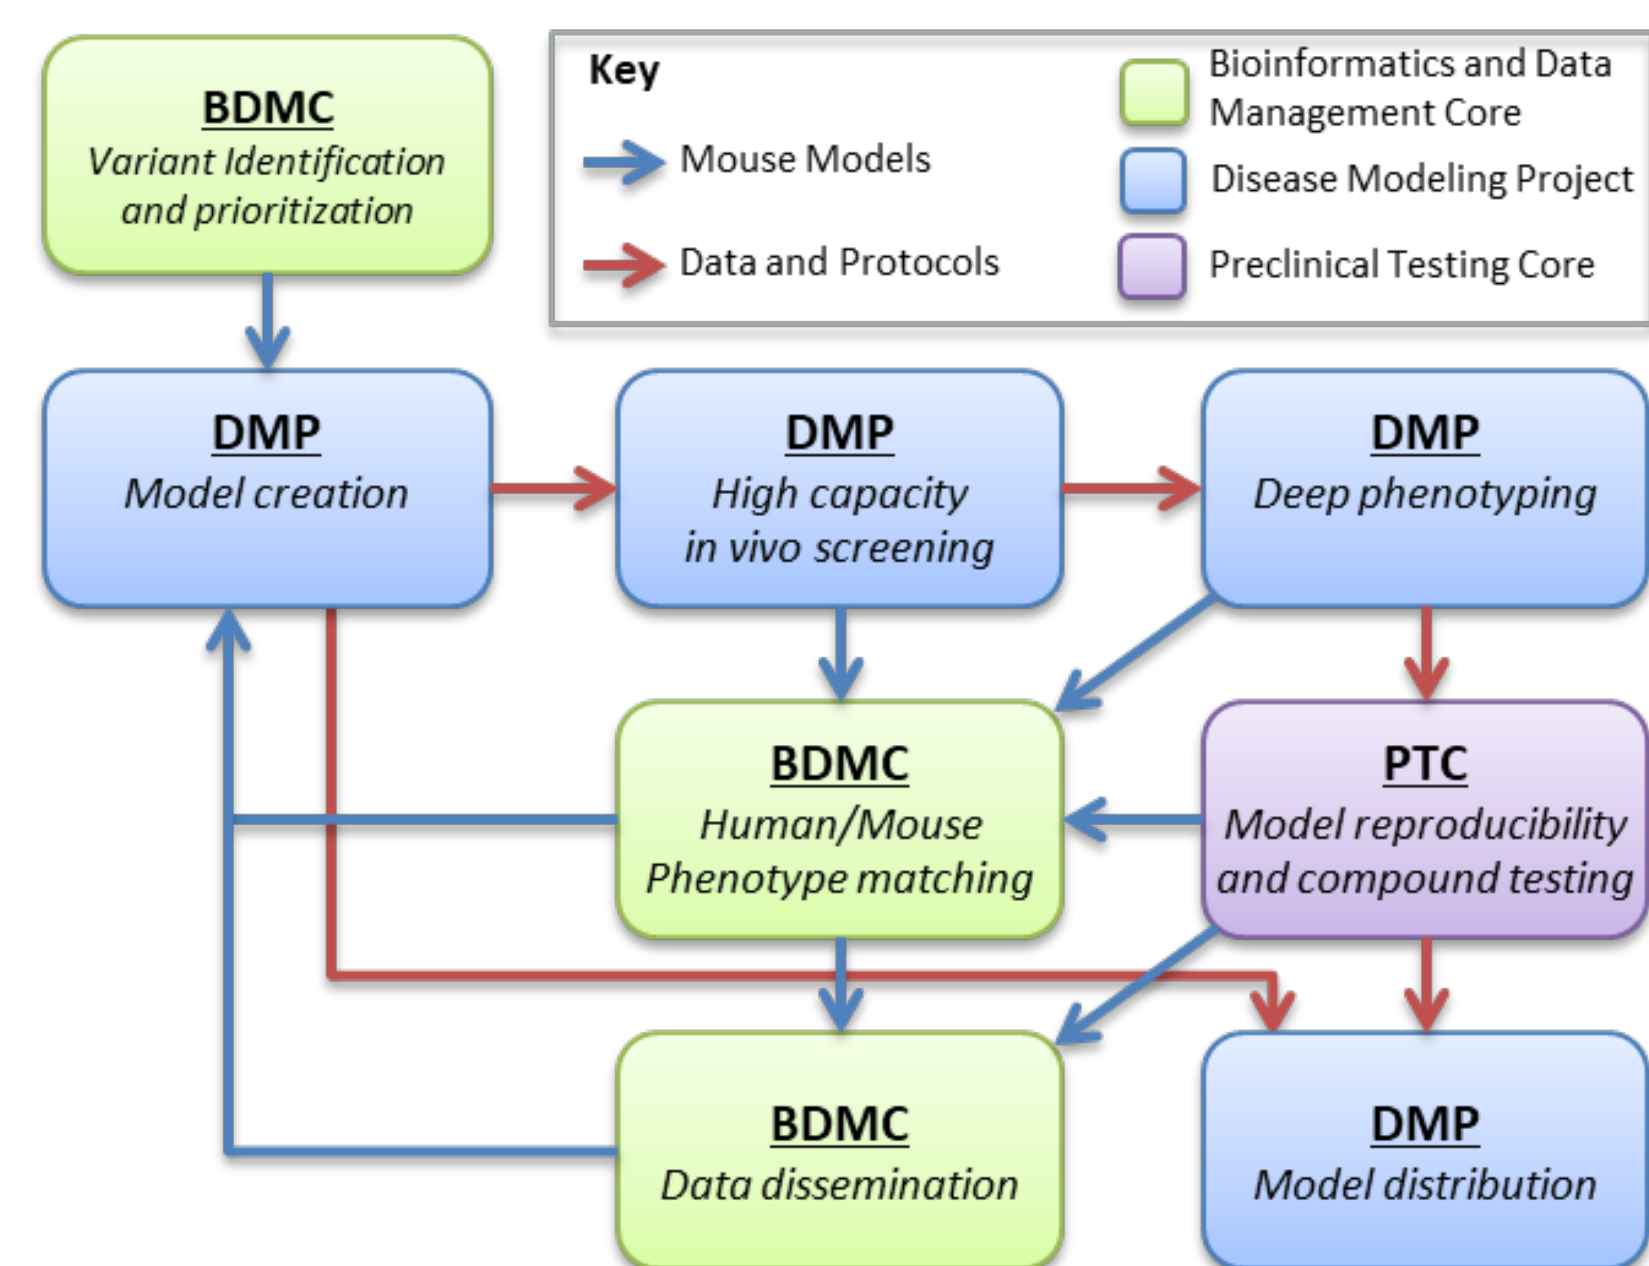 BDMC
Variant Identification
and prioritization
Key
Mouse Models
Data and Protocols
Bioinformatics and Data
Management Core
Disease Modeling Project
Preclinical Testing Core
DMP
Model creation
DMP
High capacity
in vivo screening
DMP
Deep phenotyping
BDMC
Human/Mouse
Phenotype matching
PTC
Model reproducibility
and compound testing
BDMC
Data dissemination
DMP
Model distribution